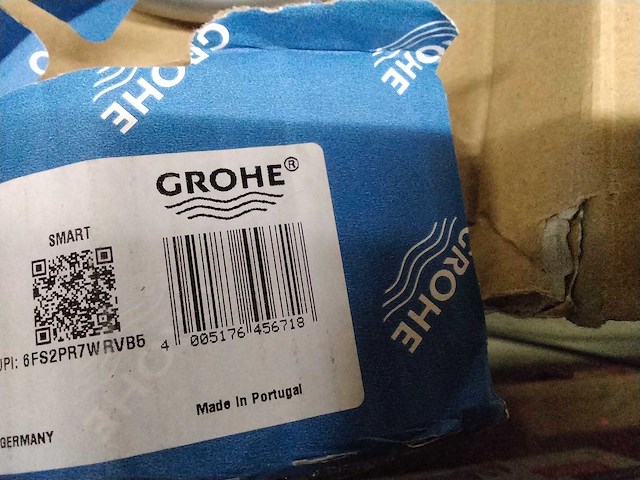 GROHE
GROHE
GROHE®
SMART
UPI: 6FS2PR7WRVB5
4 005176 456718
GROHE
Made In Portugal
GERMANY